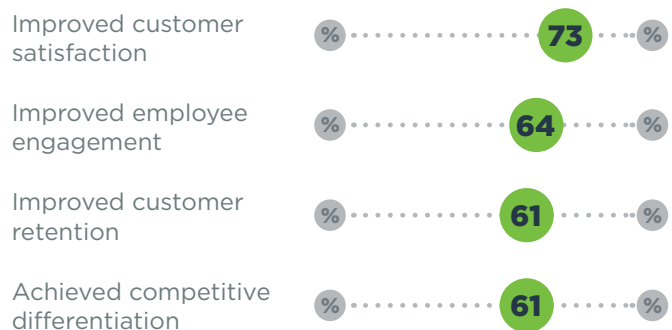 Improved customer
satisfaction
% 73 %
Improved employee
engagement
% 64 %
Improved customer
retention
% 61 %
Achieved competitive
differentiation
% 61 %